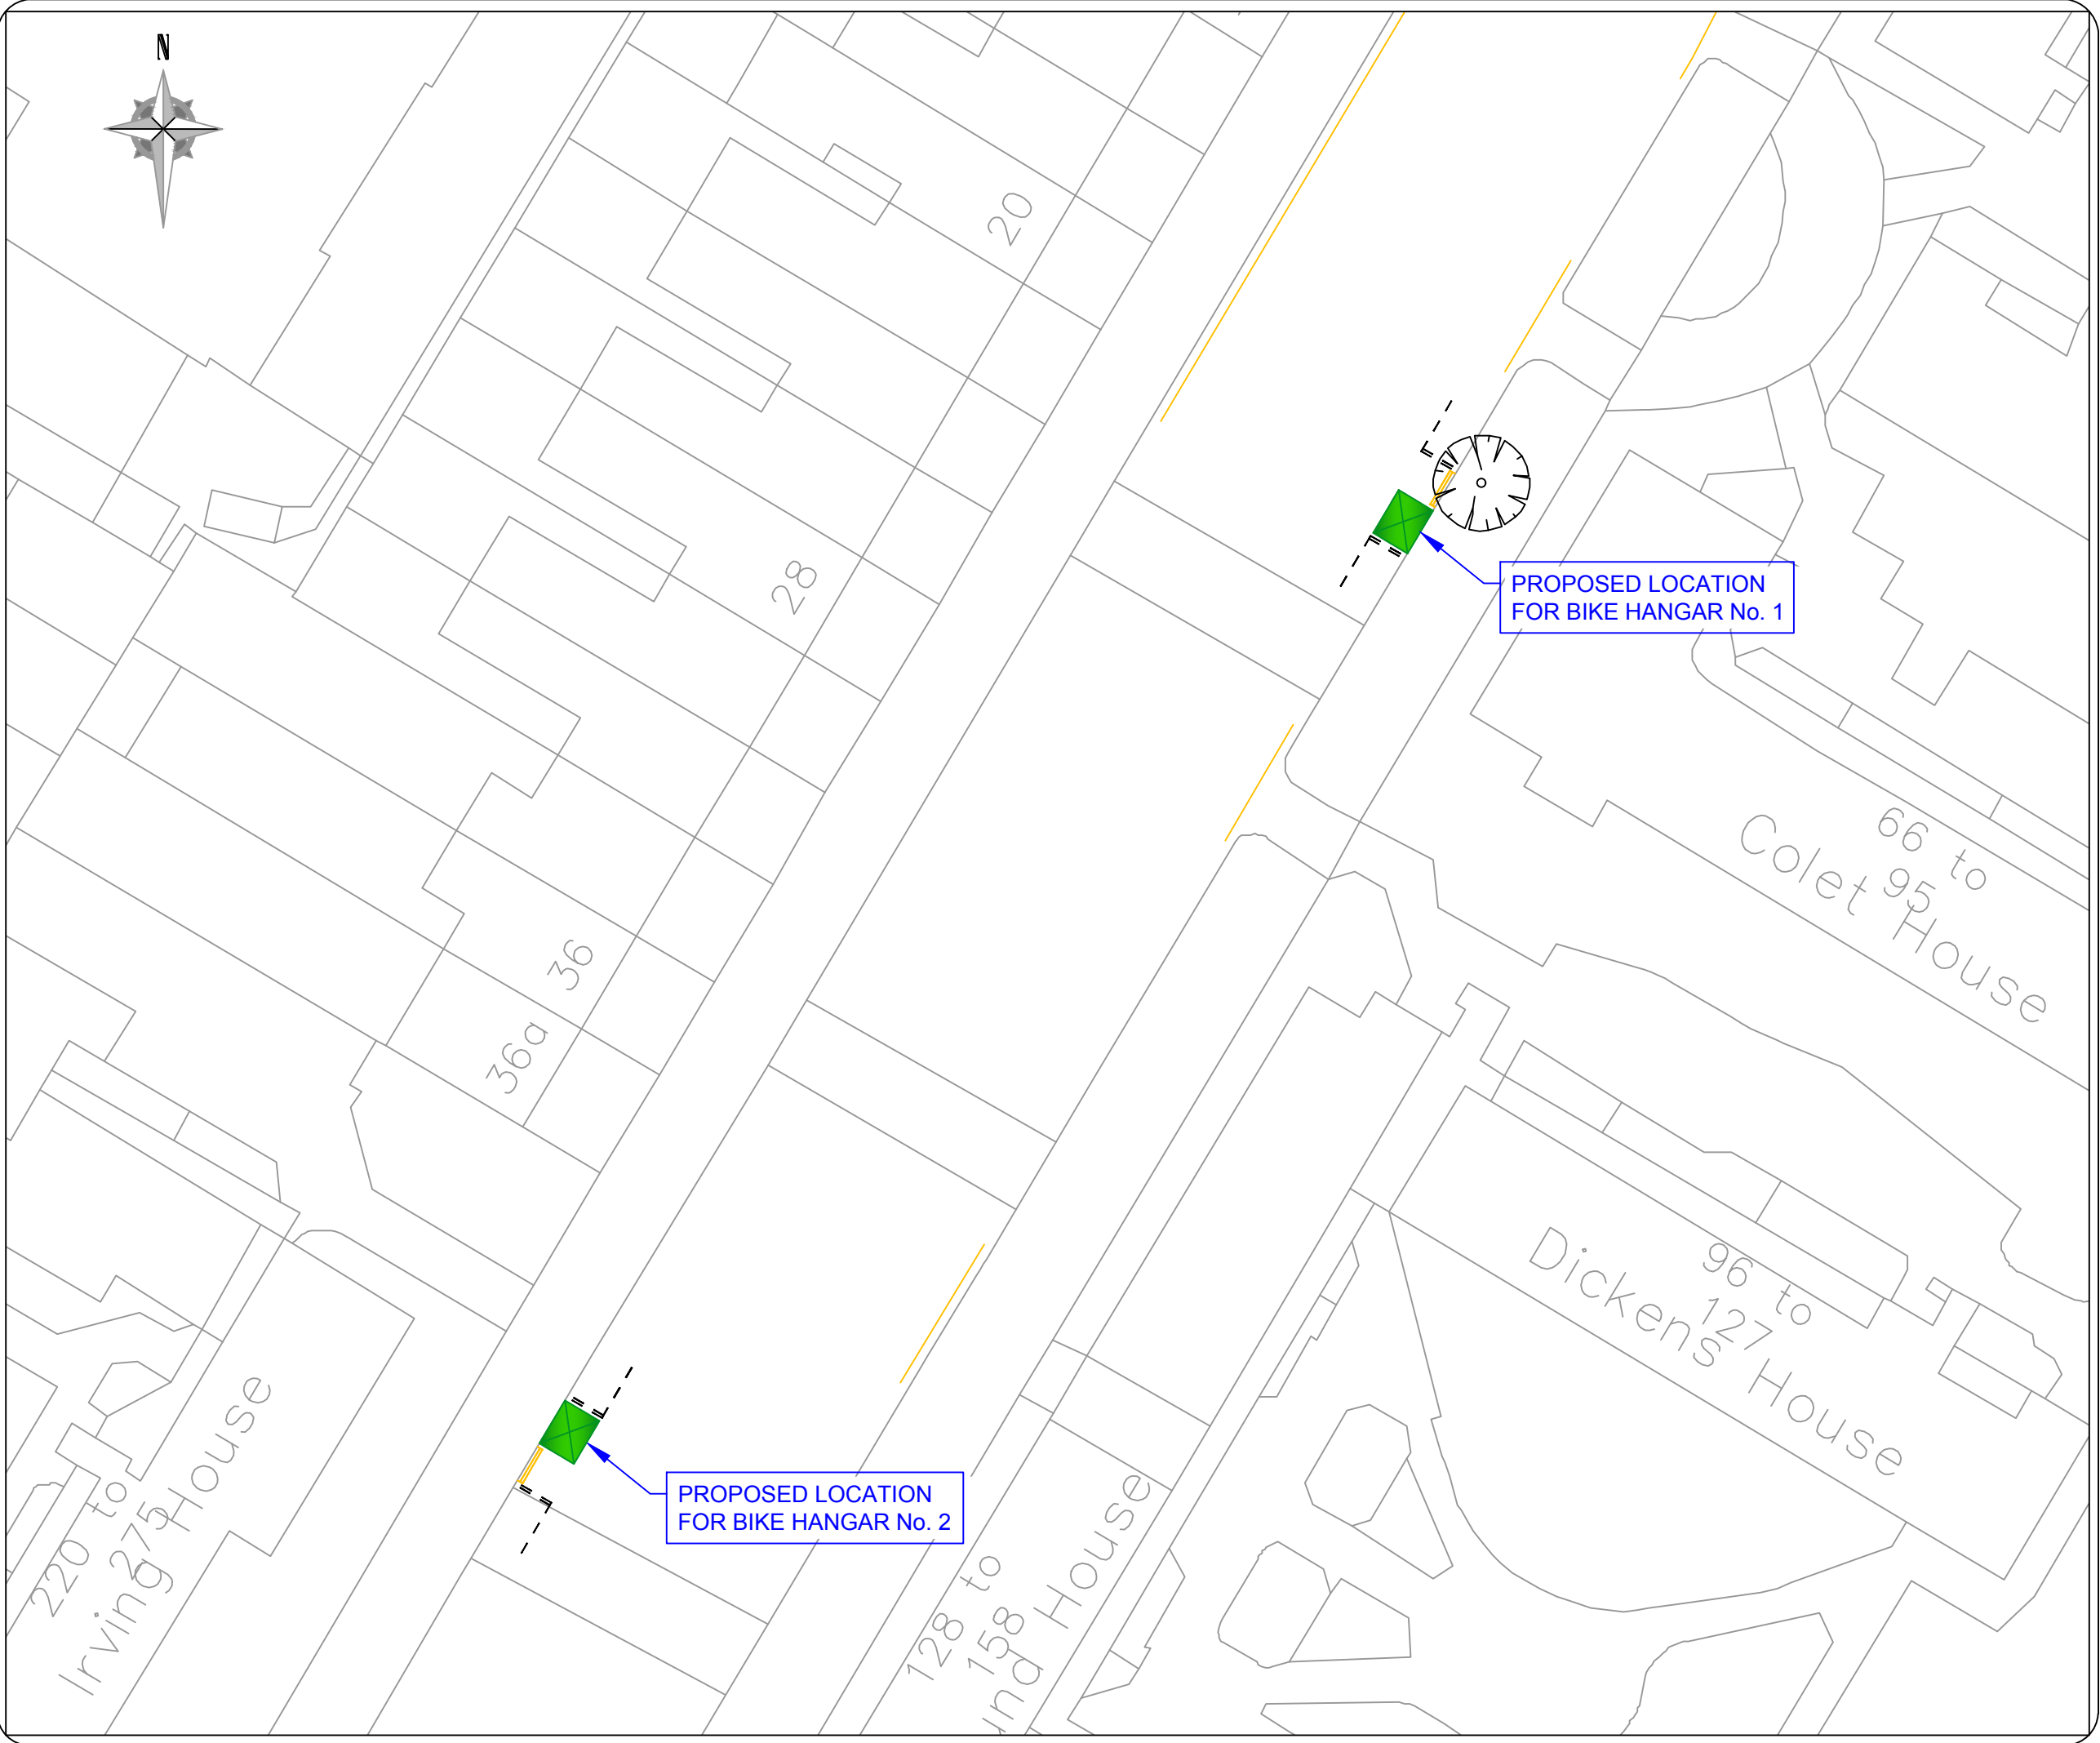 N
20
28
PROPOSED LOCATION
FOR BIKE HANGAR No. 1
66 to
95
Colet House
36
36a
96 to
127
Dickens House
220 to
275
Irving House
PROPOSED LOCATION
FOR BIKE HANGAR No. 2
128 to
158
House